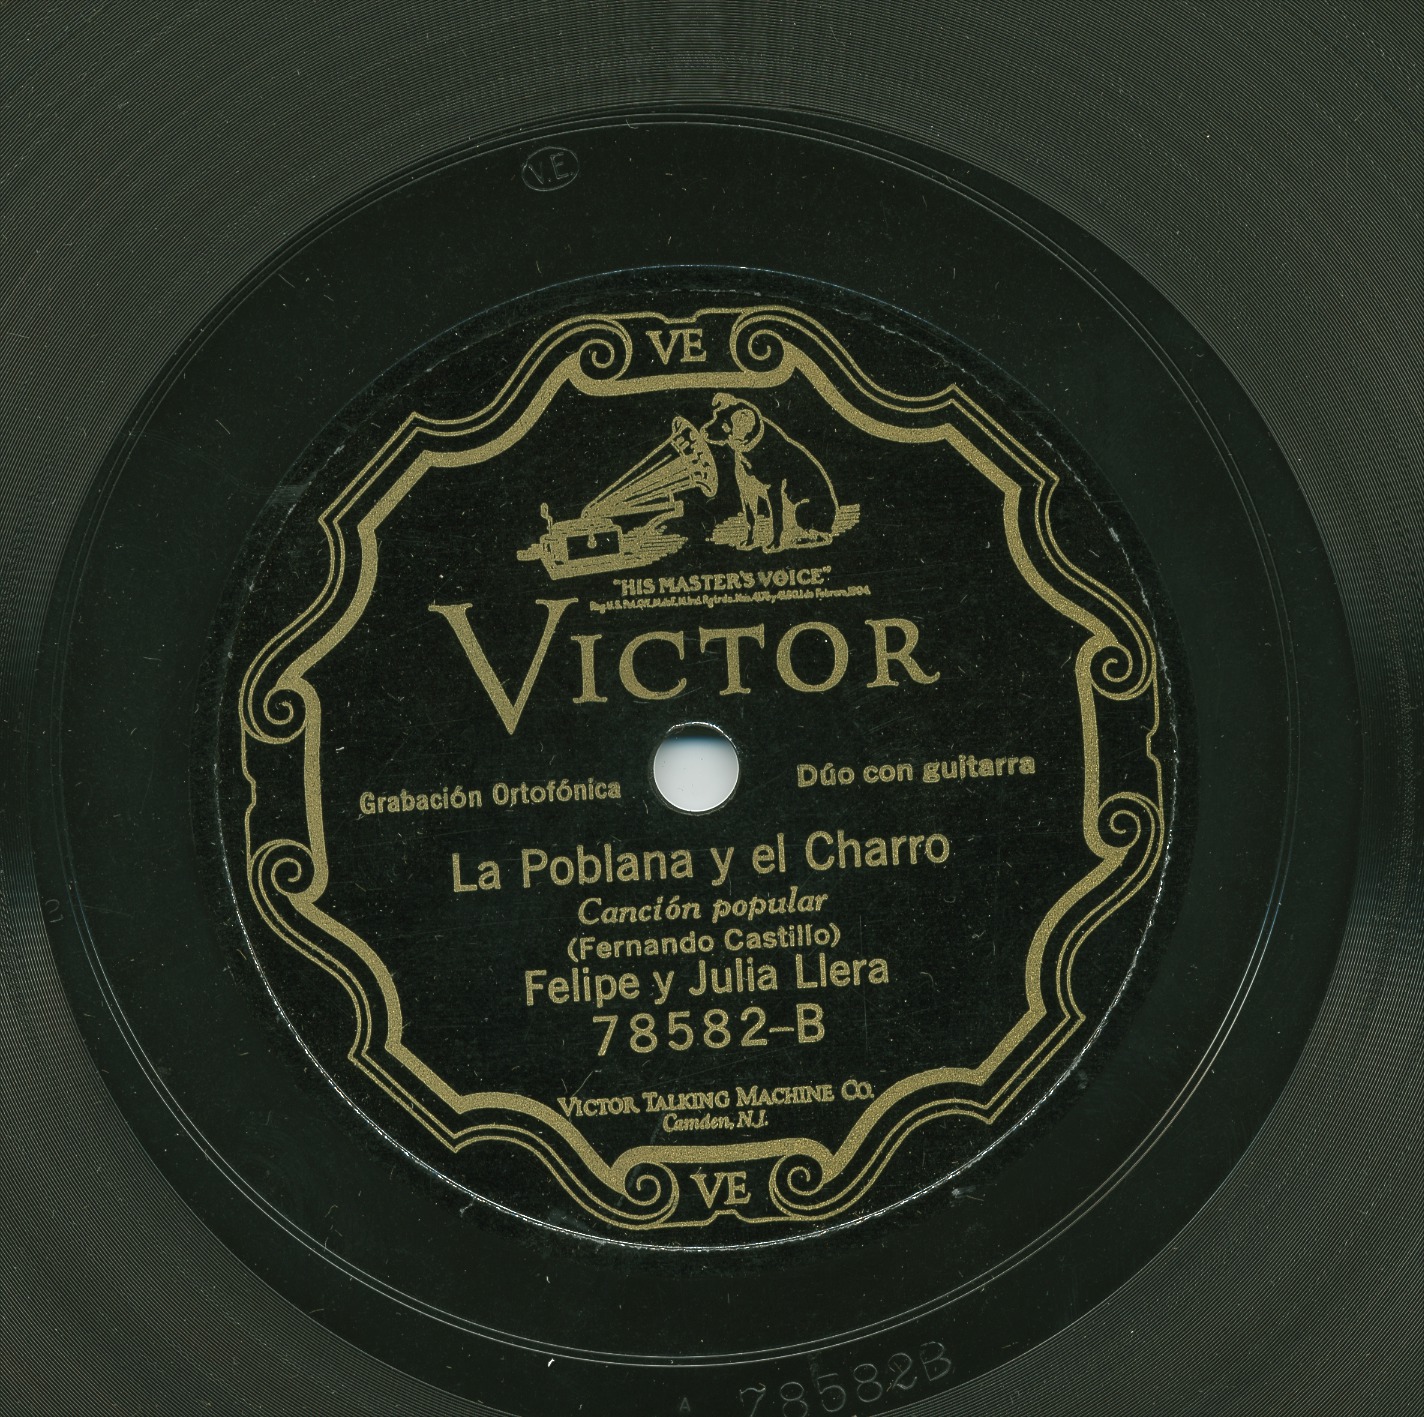 V.E.
VE
"HIS MASTER'S VOICE"
VICTOR
Grabación Ortofónica
Dúo con guitarra
La Poblana y el Charro
Canción popular
(Fernando Castillo)
Felipe y Julia Llera
78582-B
VICTOR TALKING MACHINE CO.
Camden, N.J.
VE
A
78582B